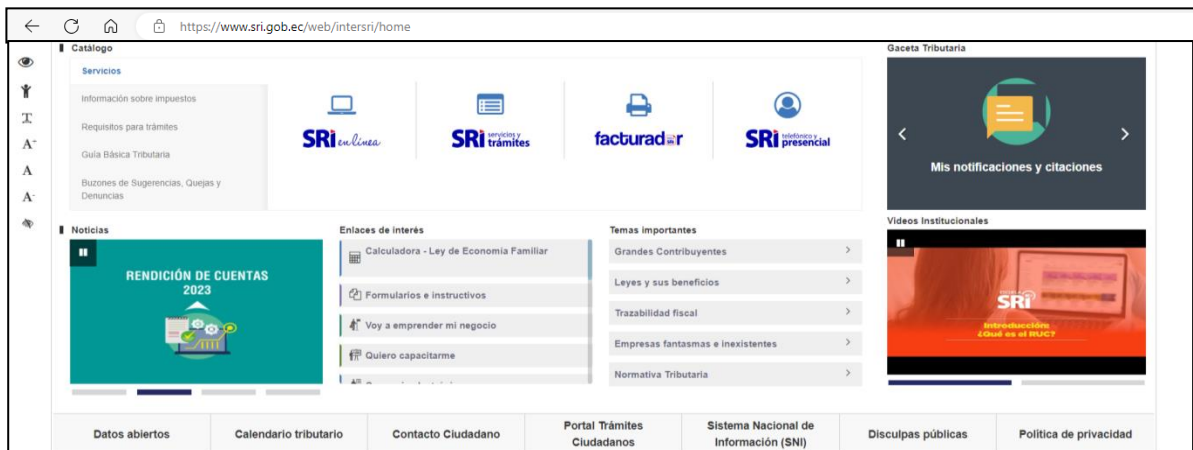 https://www.sri.gob.ec/web/intersri/home
Catálogo
Servicios
Información sobre impuestos
Requisitos para trámites
Guía Básica Tributaria
Buzones de Sugerencias, Quejas y
Denuncias
SRi en línea
SRi servicios y trámites
facturador
SRi telefónico y presencial
Gaceta Tributaria
Mis notificaciones y citaciones
T
A+
A
A-
Noticias
RENDICIÓN DE CUENTAS
2023
Enlaces de interés
Calculadora - Ley de Economía Familiar
Formularios e instructivos
Voy a emprender mi negocio
Quiero capacitarme
Temas importantes
Grandes Contribuyentes
Leyes y sus beneficios
Trazabilidad fiscal
Empresas fantasmas e inexistentes
Normativa Tributaria
Videos Institucionales
SRi
Introducción:
¿Qué es el RUC?
Datos abiertos
Calendario tributario
Contacto Ciudadano
Portal Trámites
Ciudadanos
Sistema Nacional de
Información (SNI)
Disculpas públicas
Política de privacidad